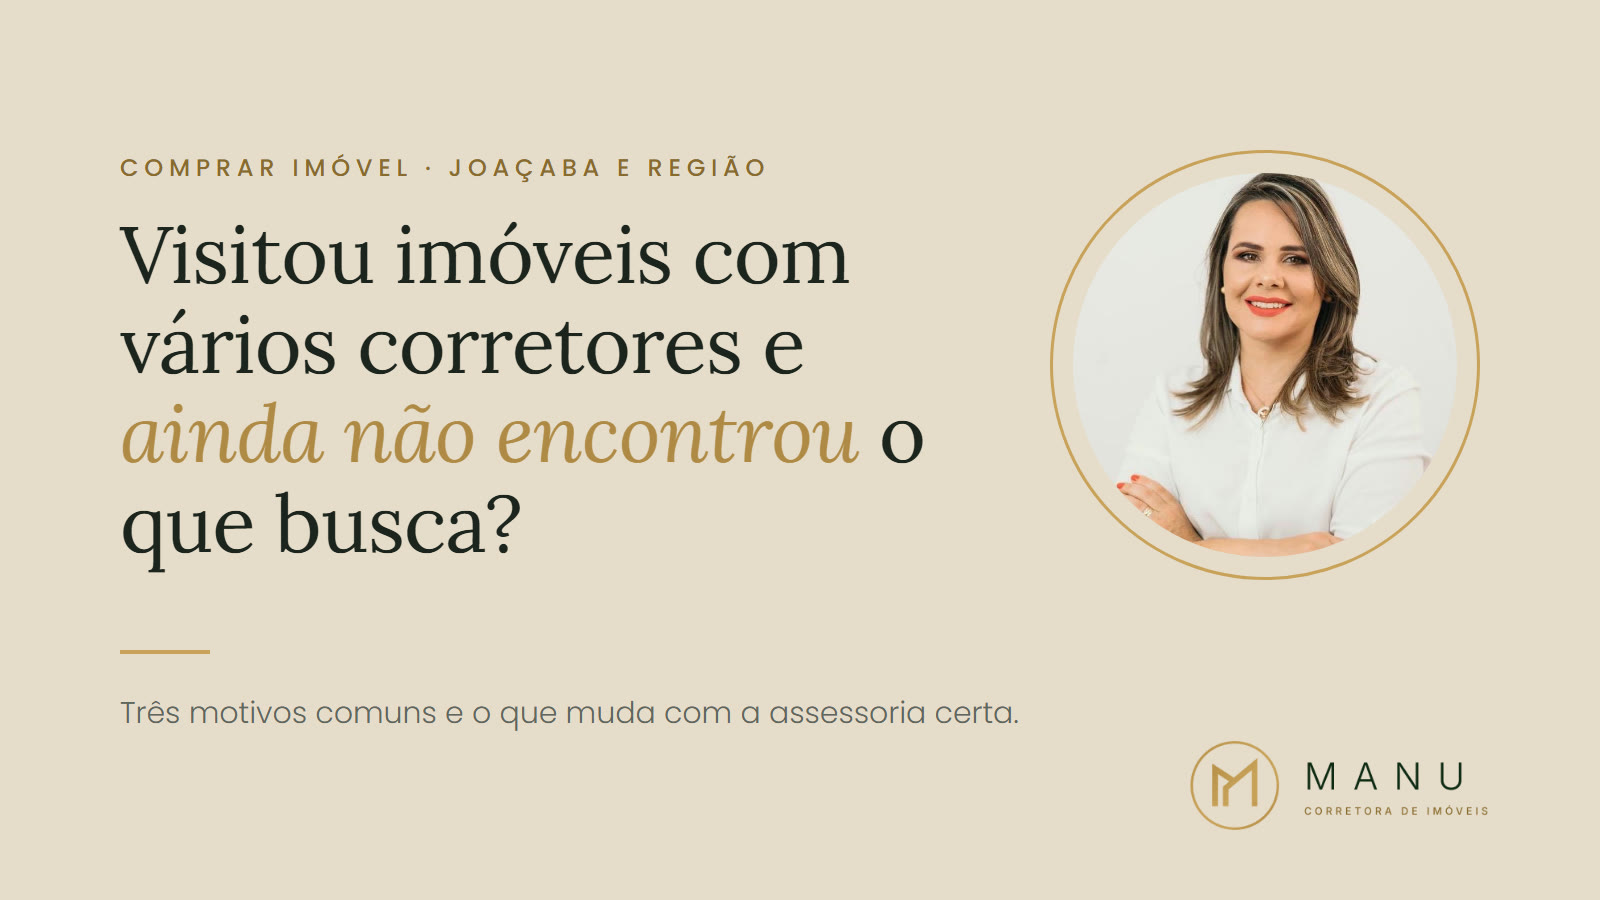 COMPRAR IMÓVEL · JOAÇABA E REGIÃO
Visitou imóveis com
vários corretores e
ainda não encontrou o
que busca?
Três motivos comuns e o que muda com a assessoria certa.
MANU
CORRETORA DE IMÓVEIS